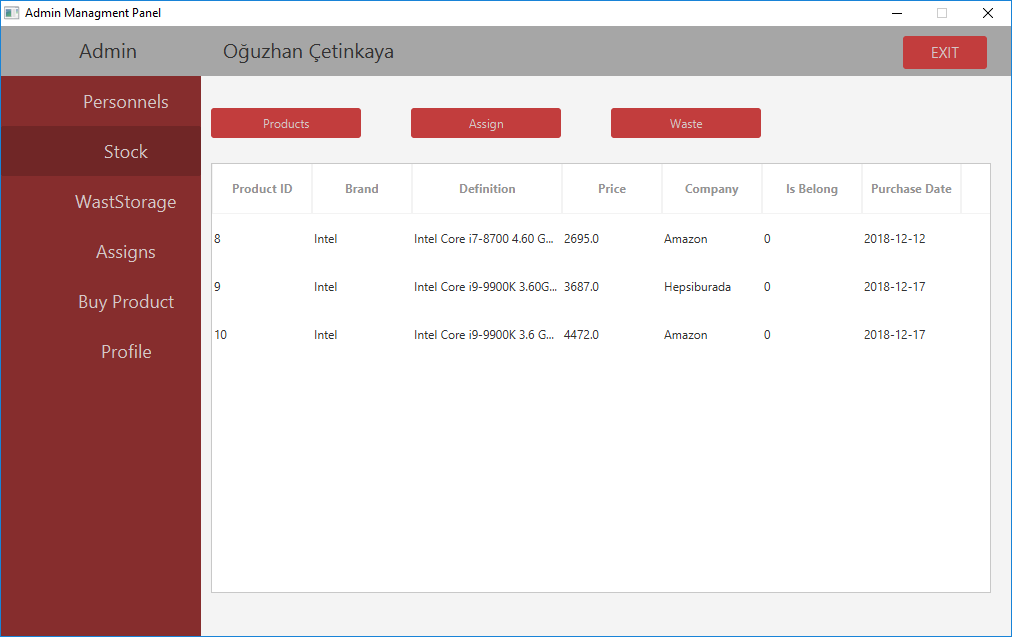 Admin Managment Panel
Admin Oğuzhan Çetinkaya EXIT
Personnels
Stock
WastStorage
Assigns
Buy Product
Profile
Products Assign Waste
Product ID Brand Definition Price Company Is Belong Purchase Date
8 Intel Intel Core i7-8700 4.60 G... 2695.0 Amazon 0 2018-12-12
9 Intel Intel Core i9-9900K 3.60G... 3687.0 Hepsiburada 0 2018-12-17
10 Intel Intel Core i9-9900K 3.6 G... 4472.0 Amazon 0 2018-12-17